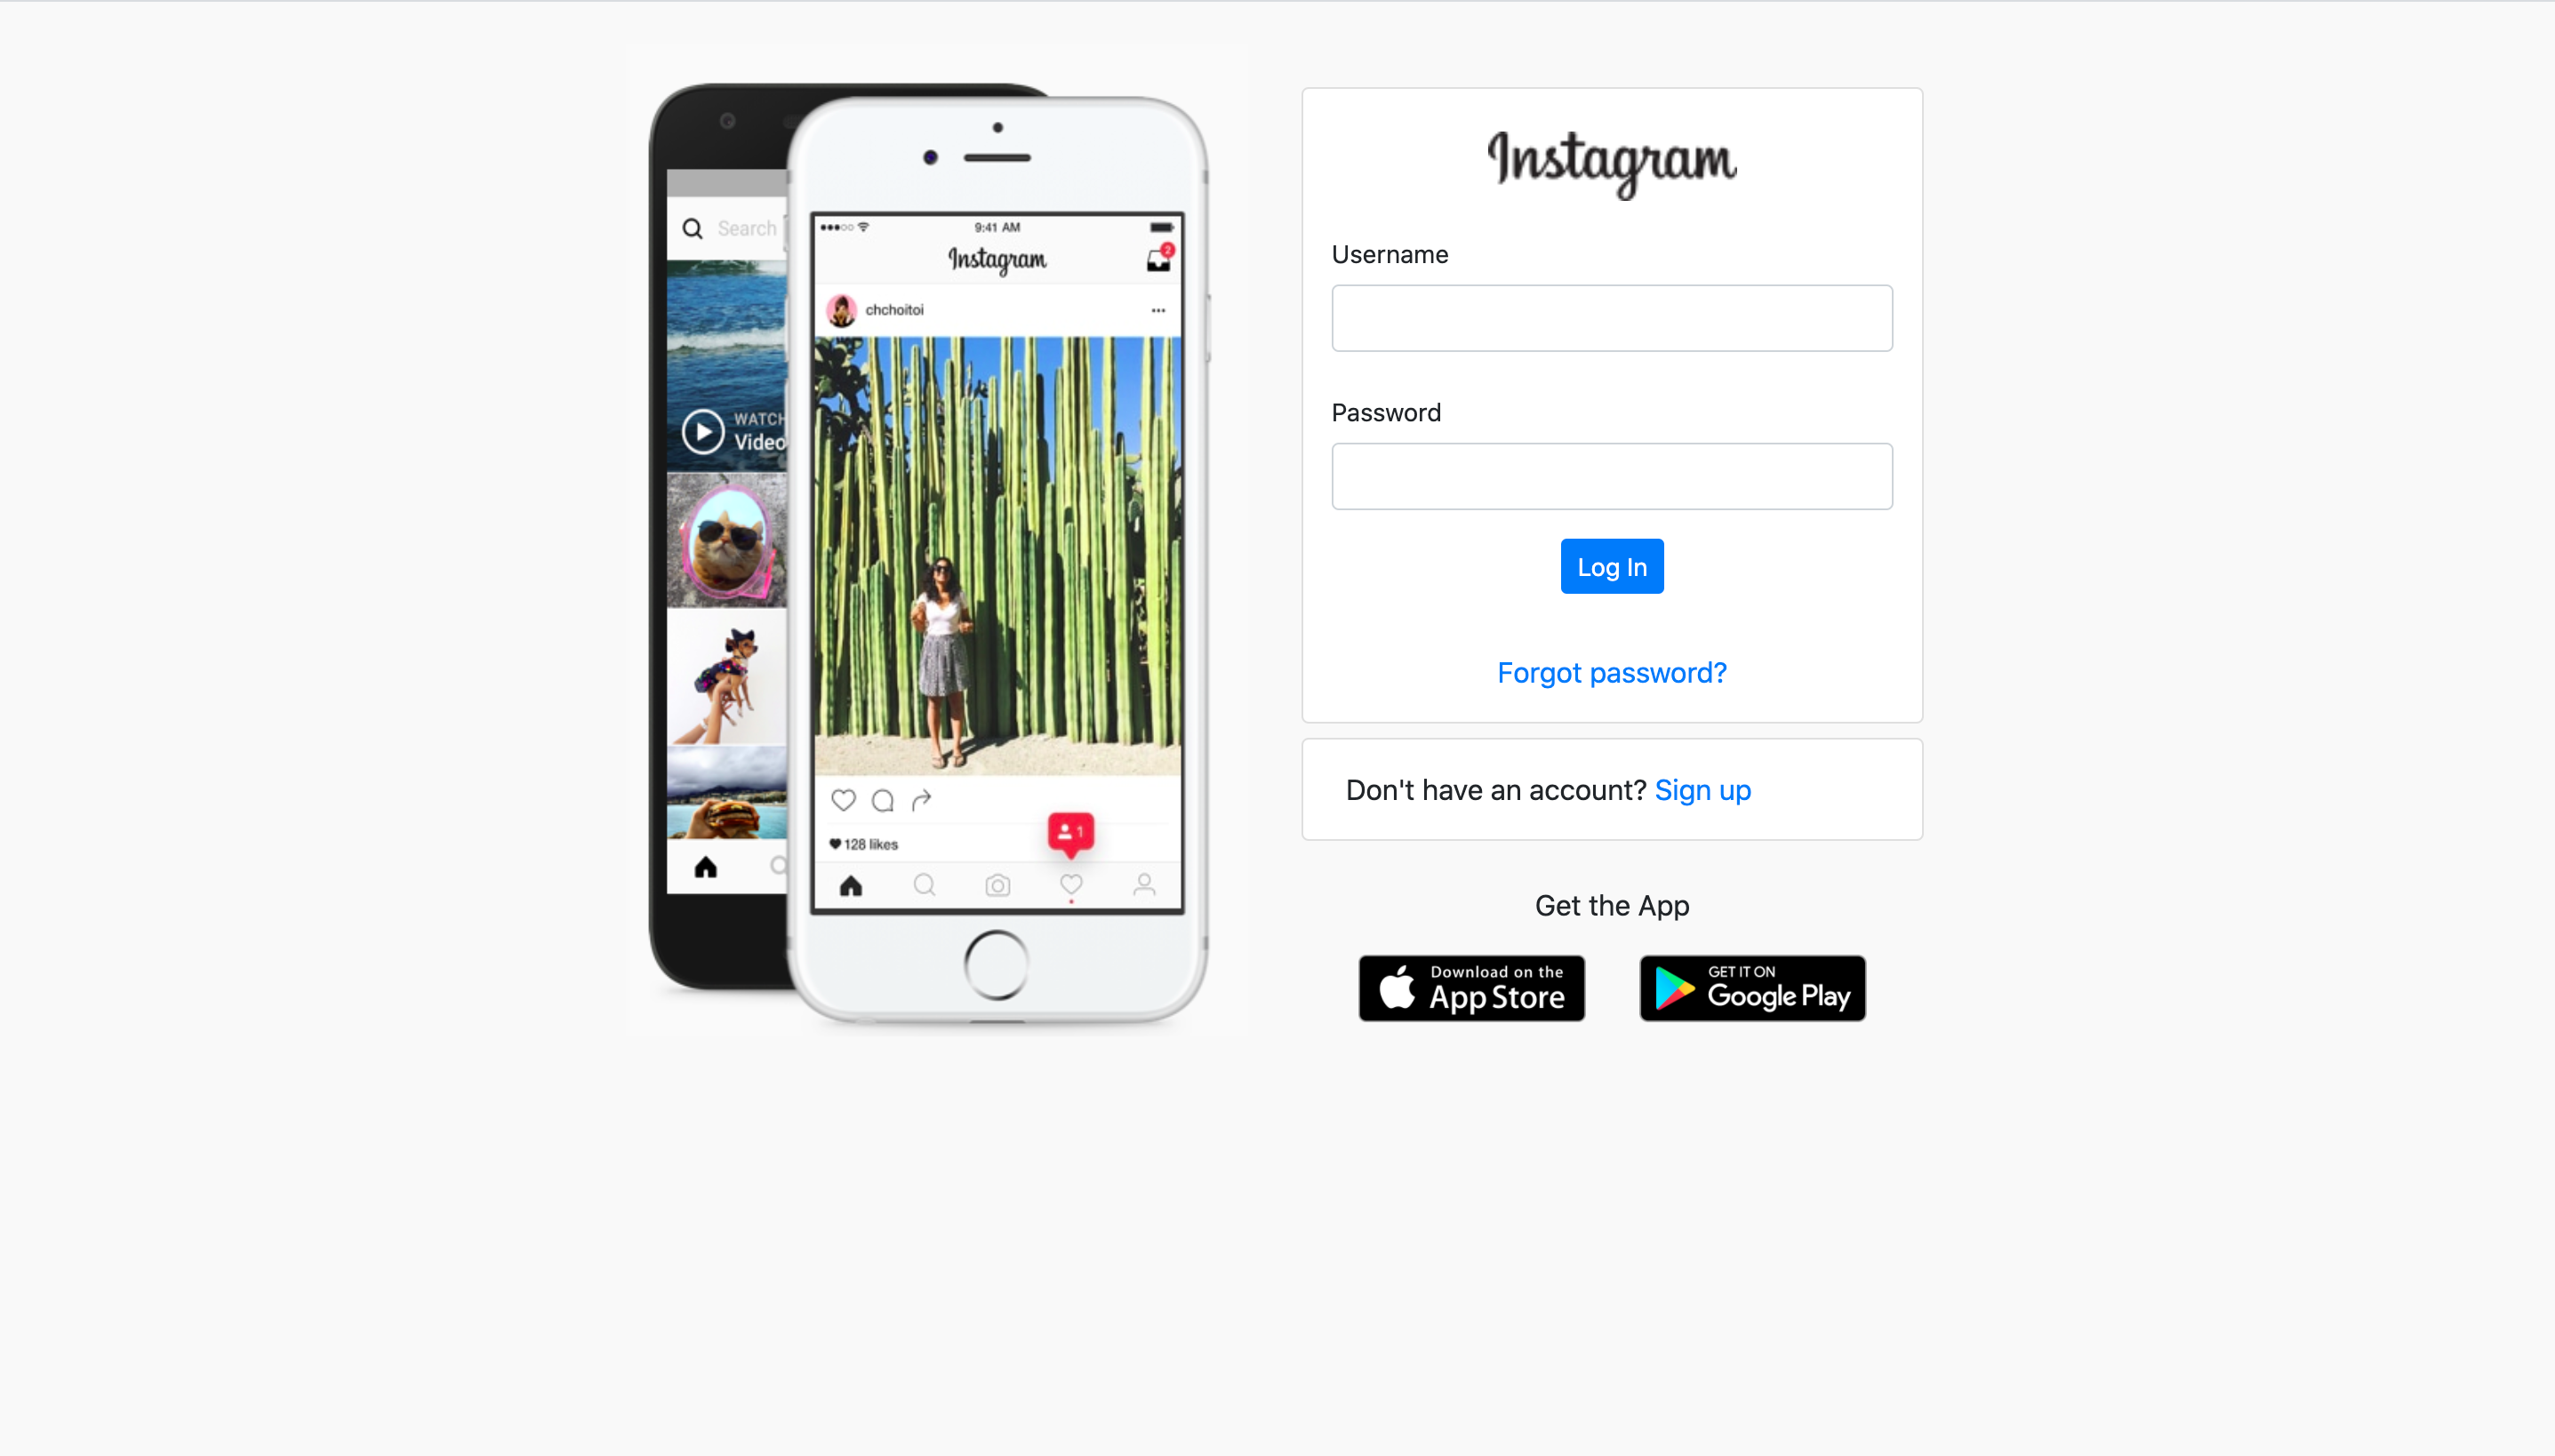 Search
WATCH
Video
9:41 AM
Instagram
2
chchoitoi
128 likes
1
Instagram
Username
Password
Log In
Forgot password?
Don't have an account? Sign up
Get the App
Download on the
App Store
GET IT ON
Google Play